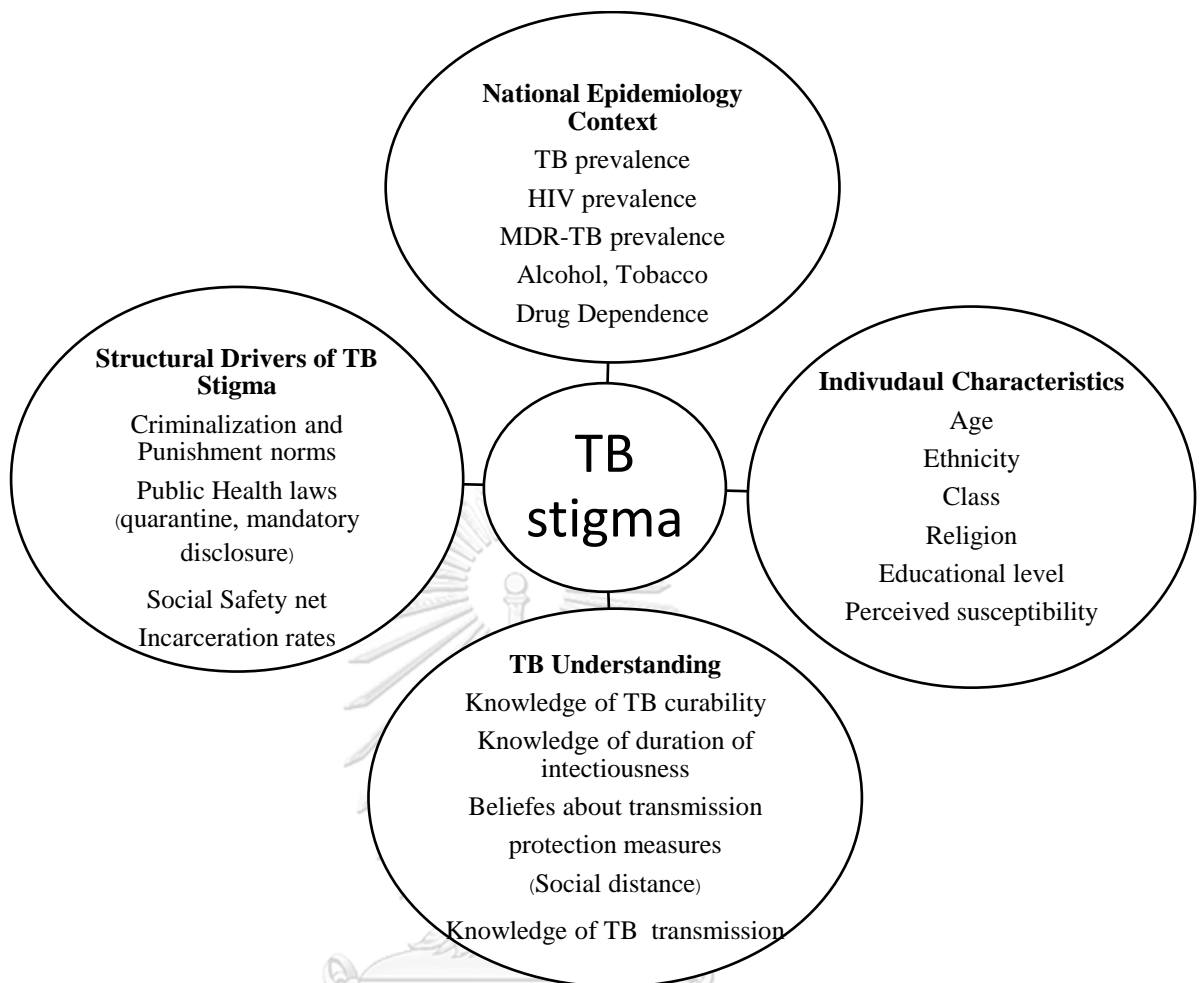 National Epidemiology
Context
TB prevalence
HIV prevalence
MDR-TB prevalence
Alcohol, Tobacco
Drug Dependence
Structural Drivers of TB
Stigma
Criminalization and
Punishment norms
Public Health laws
(quarantine, mandatory
disclosure)
Social Safety net
Incarceration rates
TB
stigma
Indivudaul Characteristics
Age
Ethnicity
Class
Religion
Educational level
Perceived susceptibility
TB Understanding
Knowledge of TB curability
Knowledge of duration of
intectiousness
Beliefes about transmission
protection measures
(Social distance)
Knowledge of TB  transmission